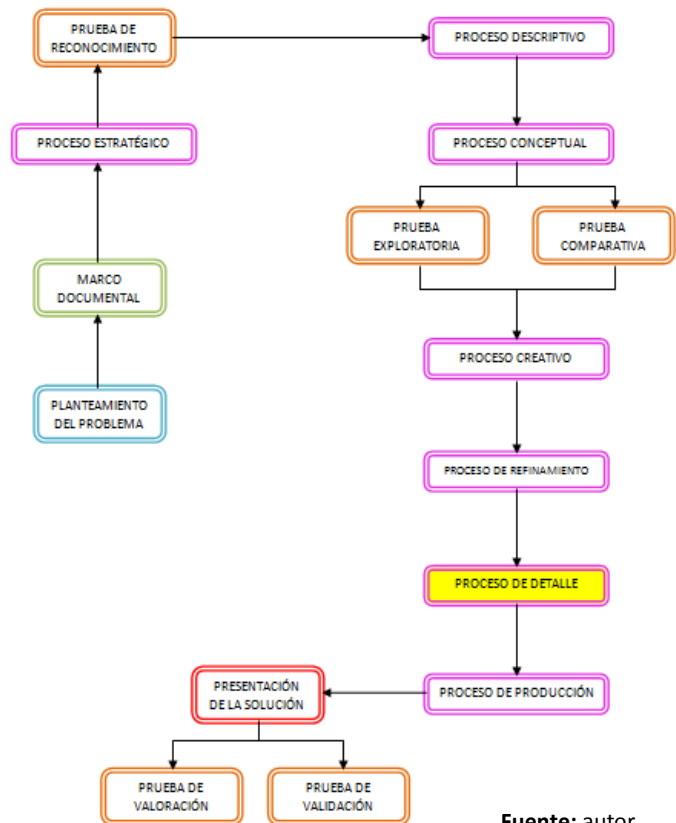 PRUEBA DE
RECONOCIMIENTO
PROCESO DESCRIPTIVO
PROCESO ESTRATÉGICO
PROCESO CONCEPTUAL
PRUEBA
EXPLORATORIA
PRUEBA
COMPARATIVA
MARCO
DOCUMENTAL
PROCESO CREATIVO
PLANTEAMIENTO
DEL PROBLEMA
PROCESO DE REFINAMIENTO
PROCESO DE DETALLE
PRESENTACIÓN
DE LA SOLUCIÓN
PROCESO DE PRODUCCIÓN
PRUEBA DE
VALORACIÓN
PRUEBA DE
VALIDACIÓN
Fuente: autor